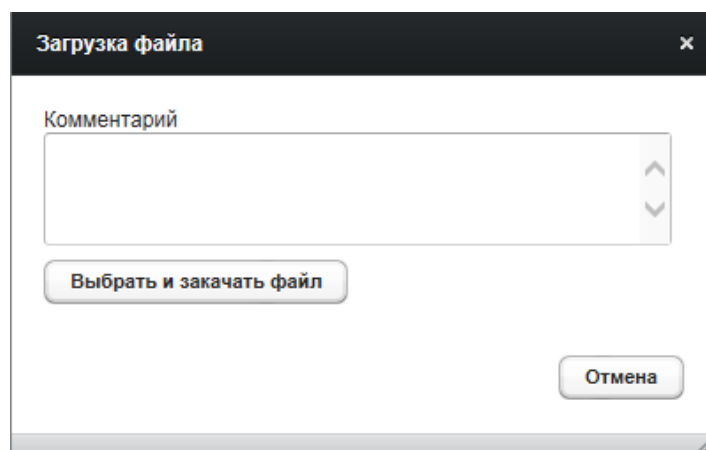 Загрузка файла
Комментарий
Выбрать и закачать файл
Отмена